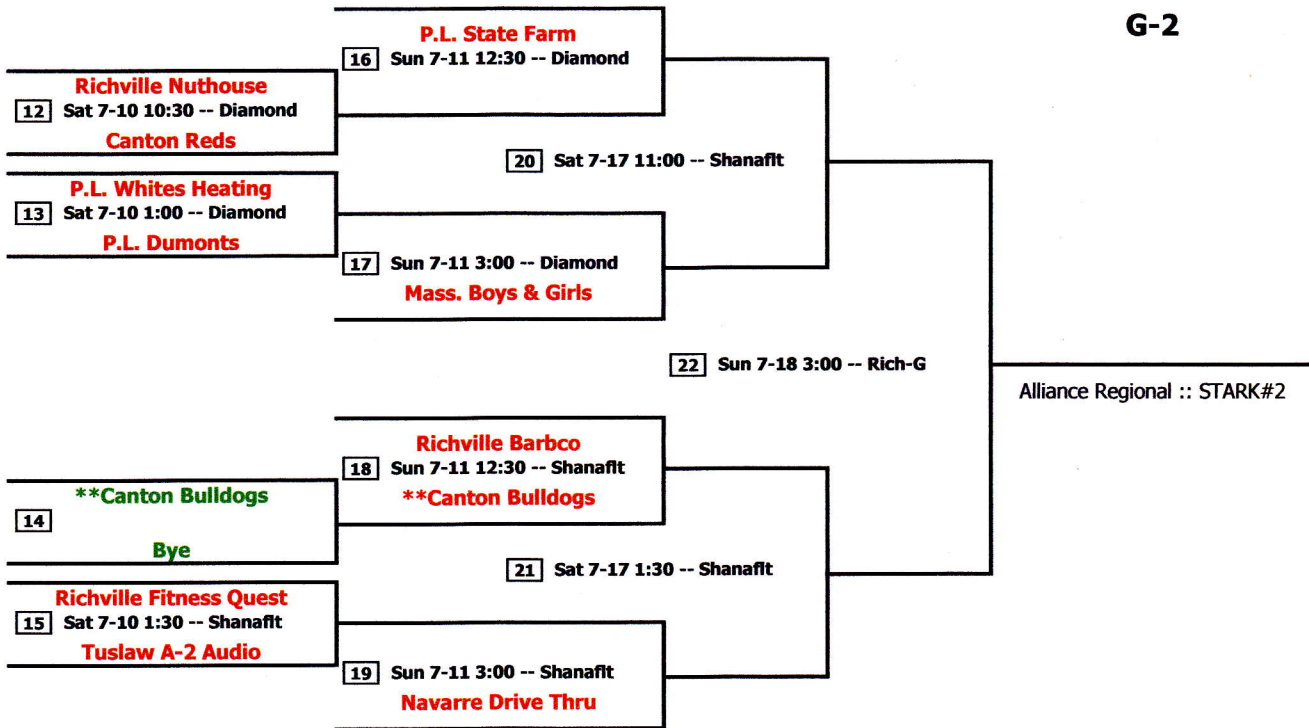 G-2
P.L. State Farm
16 Sun 7-11 12:30 -- Diamond
Richville Nuthouse
12 Sat 7-10 10:30 -- Diamond
Canton Reds
20 Sat 7-17 11:00 -- Shanaflt
P.L. Whites Heating
13 Sat 7-10 1:00 -- Diamond
P.L. Dumonts
17 Sun 7-11 3:00 -- Diamond
Mass. Boys & Girls
22 Sun 7-18 3:00 -- Rich-G
Alliance Regional :: STARK#2
Richville Barbco
18 Sun 7-11 12:30 -- Shanaflt
**Canton Bulldogs
**Canton Bulldogs
14
Bye
21 Sat 7-17 1:30 -- Shanaflt
Richville Fitness Quest
15 Sat 7-10 1:30 -- Shanaflt
Tuslaw A-2 Audio
19 Sun 7-11 3:00 -- Shanaflt
Navarre Drive Thru